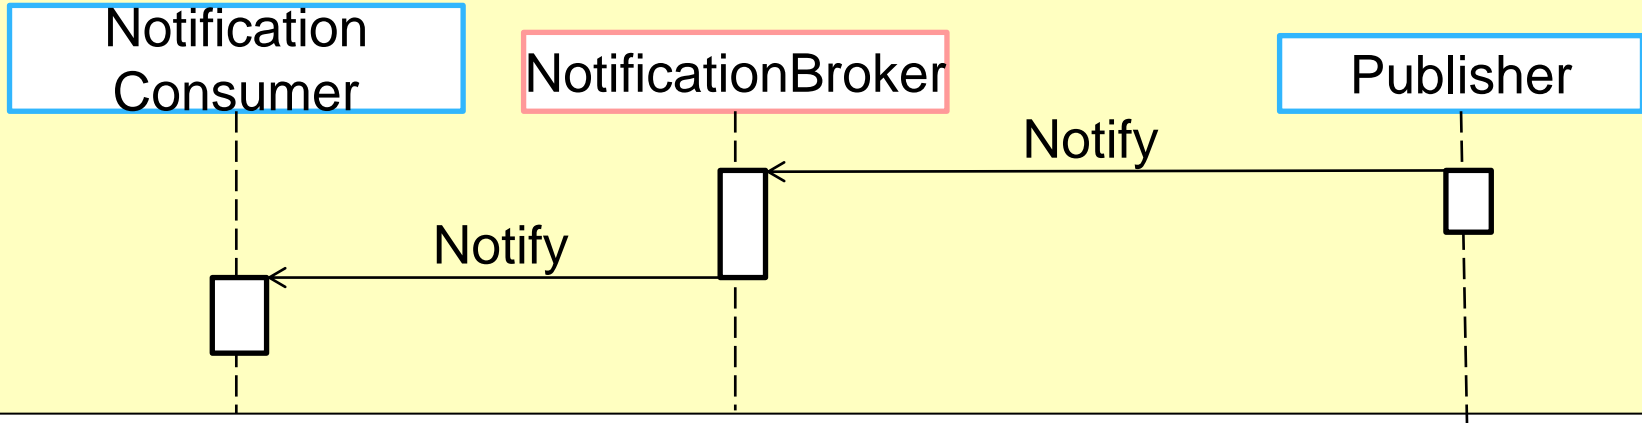 Notification
Consumer
NotificationBroker
Publisher
Notify
Notify